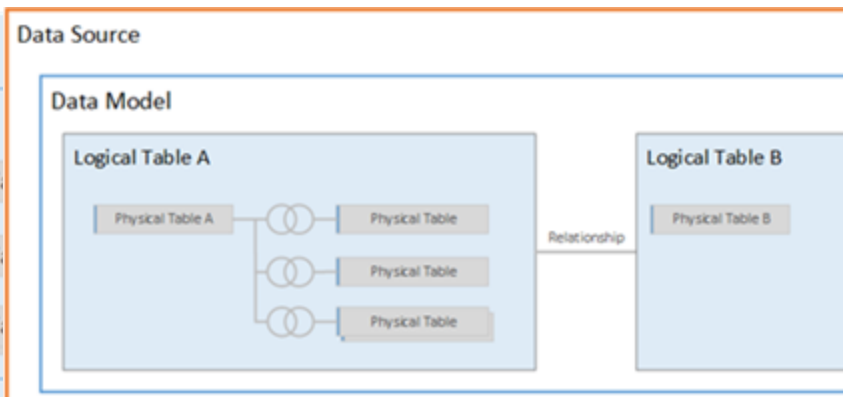 Data Source
Data Model
Logical Table A
Logical Table B
Physical Table A
Physical Table
Physical Table B
Relationship
Physical Table
Physical Table